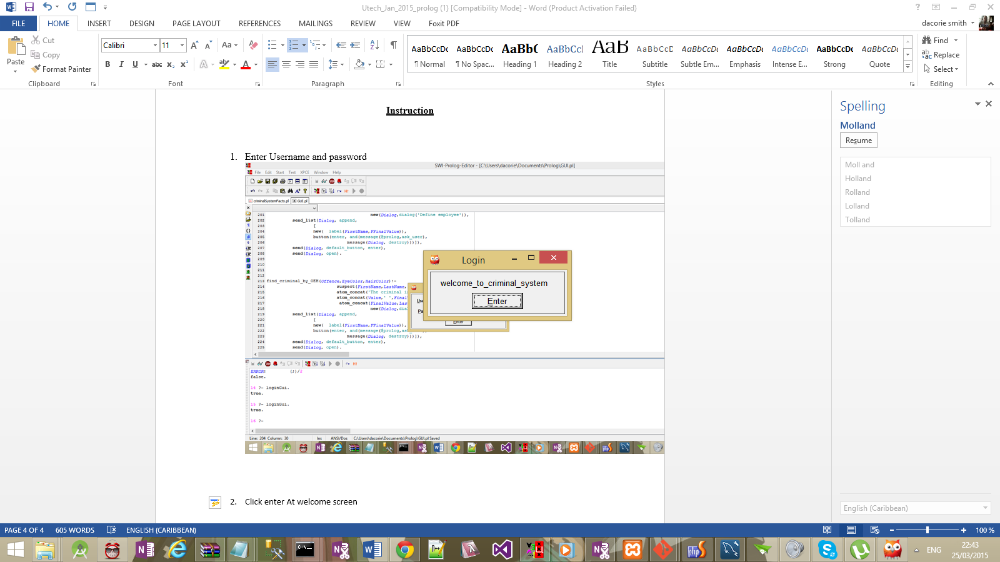 Utech_Jan_2015_prolog (1) [Compatibility Mode] - Word (Product Activation Failed)
FILE HOME INSERT DESIGN PAGE LAYOUT REFERENCES MAILINGS REVIEW VIEW Foxit PDF
dacorie smith
Cut
Copy
Paste
Format Painter
Clipboard
Calibri 11
Font
Paragraph
AaBbCcDc AaBbCcDc AaBbC AaBbCcI AaB AaBbCcD AaBbCcDc AaBbCcDc AaBbCcDc AaBbCcDc AaBbCcDc
¶ Normal ¶ No Spac... Heading 1 Heading 2 Title Subtitle Subtle Em... Emphasis Intense E... Strong Quote
Styles
Find
Replace
Select
Editing
Instruction
1. Enter Username and password
SWI-Prolog-Editor - [C:\Users\dacorie\Documents\Prolog\GUI.pl]
File Edit Start Test XPCE Window Help
criminalSystemFacts.pl GUI.pl
201 new(Dialog,dialog('Define employee')),
202 send_list(Dialog, append,
203 [
204 new( label(FirstName,FFinalValue)),
205 button(enter, and(message(@prolog,ask_user),
206 message(Dialog, destroy)))]),
207 send(Dialog, default_button, enter),
208 send(Dialog, open).
209
210
211
212
213 find_criminal_by_OEH(Offence,EyeColor,HairColor):-
214 suspect(FirstName,LastName,
215 atom_concat('The criminal i
216 atom_concat(Value,' ',Final
217 atom_concat(FinalValue,Las
218 new(Dialog,dia
219 send_list(Dialog, append,
220 [
221 new( label(FirstName,FFinalValue)),
222 button(enter, and(message(@prolog,as
223 message(Dialog, destroy)))]),
224 send(Dialog, default_button, enter),
225 send(Dialog, open).
Login
welcome_to_criminal_system
Enter
Use
Pa
Enter
ERROR: (;)/2
false.
14 ?- loginGui.
true.
15 ?- loginGui.
true.
16 ?-
Line: 204 Column: 30 Ins ANSI/Dos C:\Users\dacorie\Documents\Prolog\GUI.pl Saved
2. Click enter At welcome screen
Spelling
Molland
Resume
Moll and
Holland
Rolland
Lolland
Tolland
English (Caribbean)
PAGE 4 OF 4 605 WORDS ENGLISH (CARIBBEAN)
100 %
ENG
22:43
25/03/2015